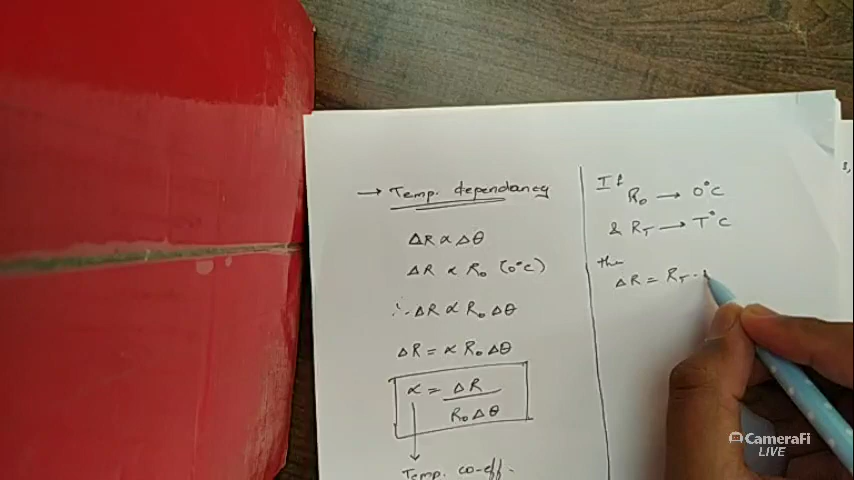 → Temp. dependancy
ΔR ∝ Δθ
ΔR ∝ R₀ (0°C)
∴ ΔR ∝ R₀ Δθ
ΔR = ∝ R₀ Δθ
∝ = ΔR / R₀ Δθ
Temp. co-eff.
If
R₀ → 0°C
& R_T → T°C
the
ΔR = R_T -
CameraFi
LIVE